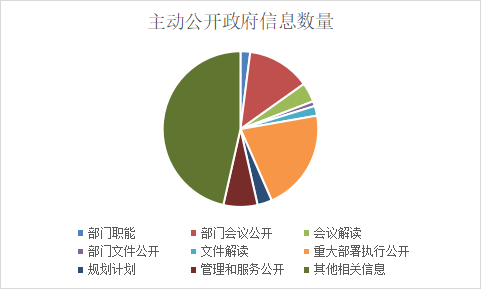 主动公开政府信息数量
部门职能 部门会议公开 会议解读
部门文件公开 文件解读 重大部署执行公开
规划计划 管理和服务公开 其他相关信息